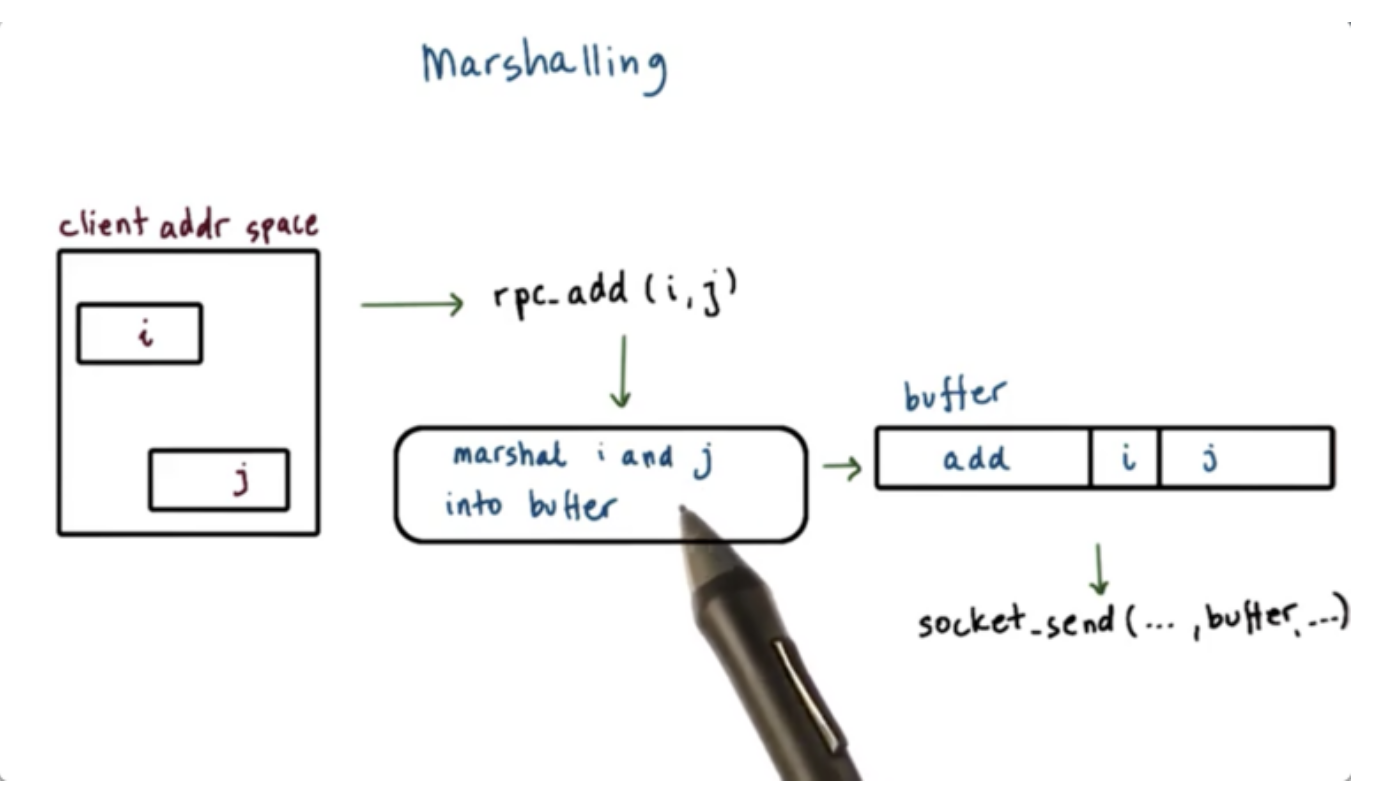 Marshalling
client addr space
i
j
rpc_add (i, j)
marshal i and j
into buffer
buffer
add i j
socket_send (... , buffer, ...)